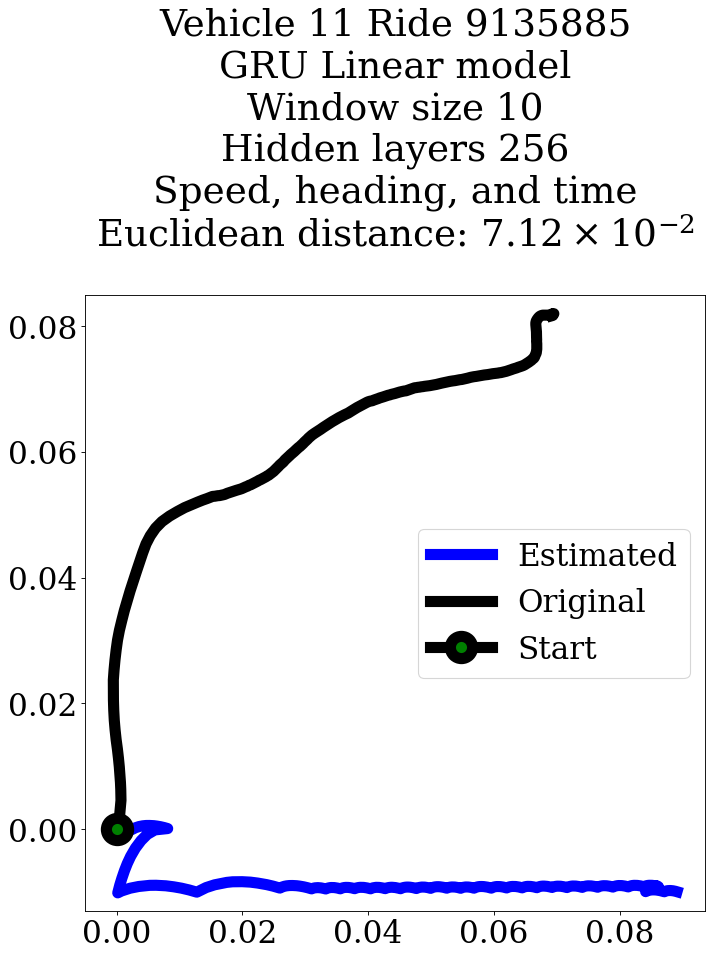 Vehicle 11 Ride 9135885
GRU Linear model
Window size 10
Hidden layers 256
Speed, heading, and time
Euclidean distance: 7.12 × 10⁻²
0.08
0.06
0.04
0.02
0.00
Estimated
Original
Start
0.00 0.02 0.04 0.06 0.08